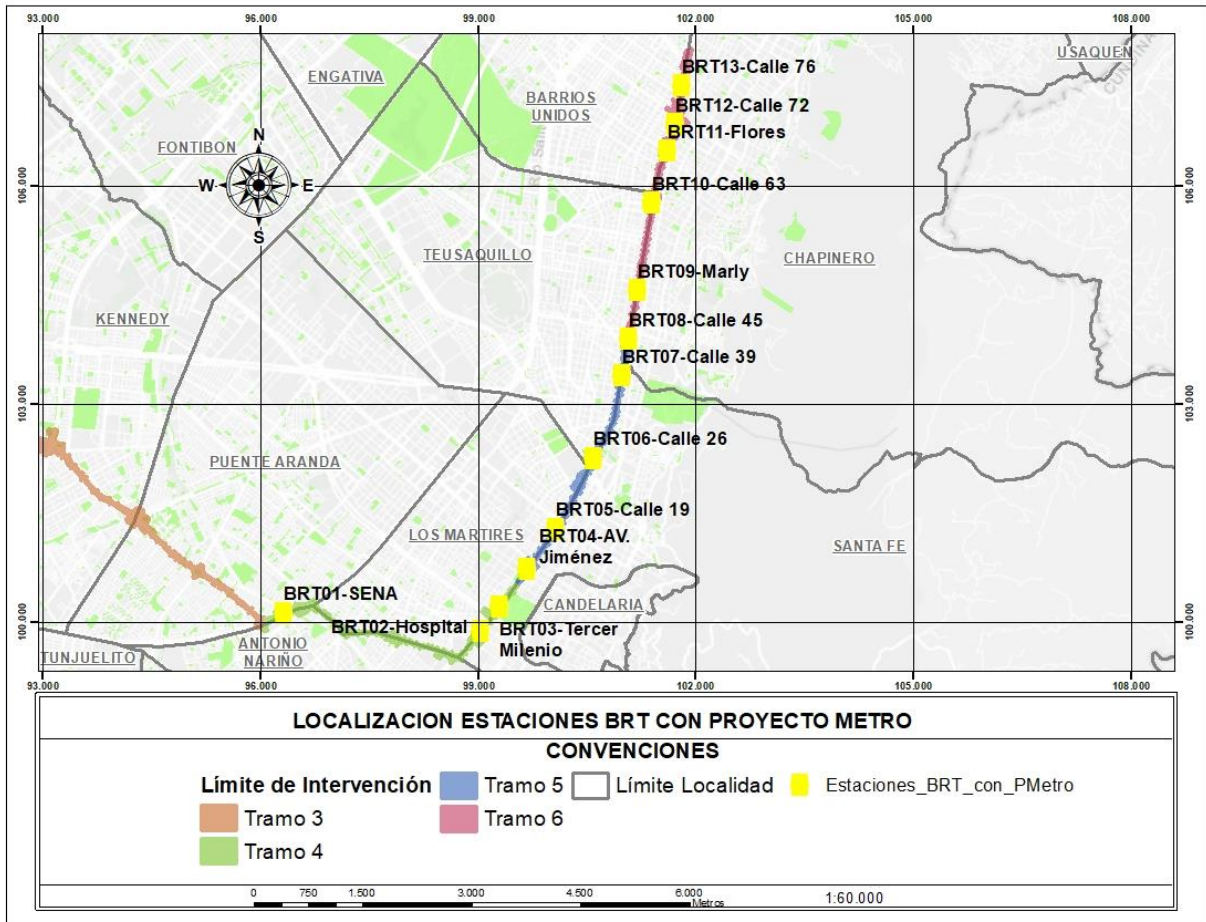 93.000 96.000 99.000 102.000 105.000 108.000
USAQUEN
ENGATIVA
BRT13-Calle 76
BARRIOS
UNIDOS
BRT12-Calle 72
BRT11-Flores
FONTIBON
N
W E
S
106.000 106.000
BRT10-Calle 63
TEUSAQUILLO
CHAPINERO
BRT09-Marly
KENNEDY
BRT08-Calle 45
BRT07-Calle 39
103.000 103.000
BRT06-Calle 26
PUENTE ARANDA
BRT05-Calle 19
LOS MARTIRES
BRT04-AV.
Jiménez
SANTA FE
BRT01-SENA
CANDELARIA
100.000 100.000
BRT02-Hospital
BRT03-Tercer
Milenio
ANTONIO
NARIÑO
TUNJUELITO
93.000 96.000 99.000 102.000 105.000 108.000
LOCALIZACION ESTACIONES BRT CON PROYECTO METRO
CONVENCIONES
Límite de Intervención
Tramo 3
Tramo 4
Tramo 5
Tramo 6
Límite Localidad
Estaciones_BRT_con_PMetro
0 750 1.500 3.000 4.500 6.000
Metros
1:60.000